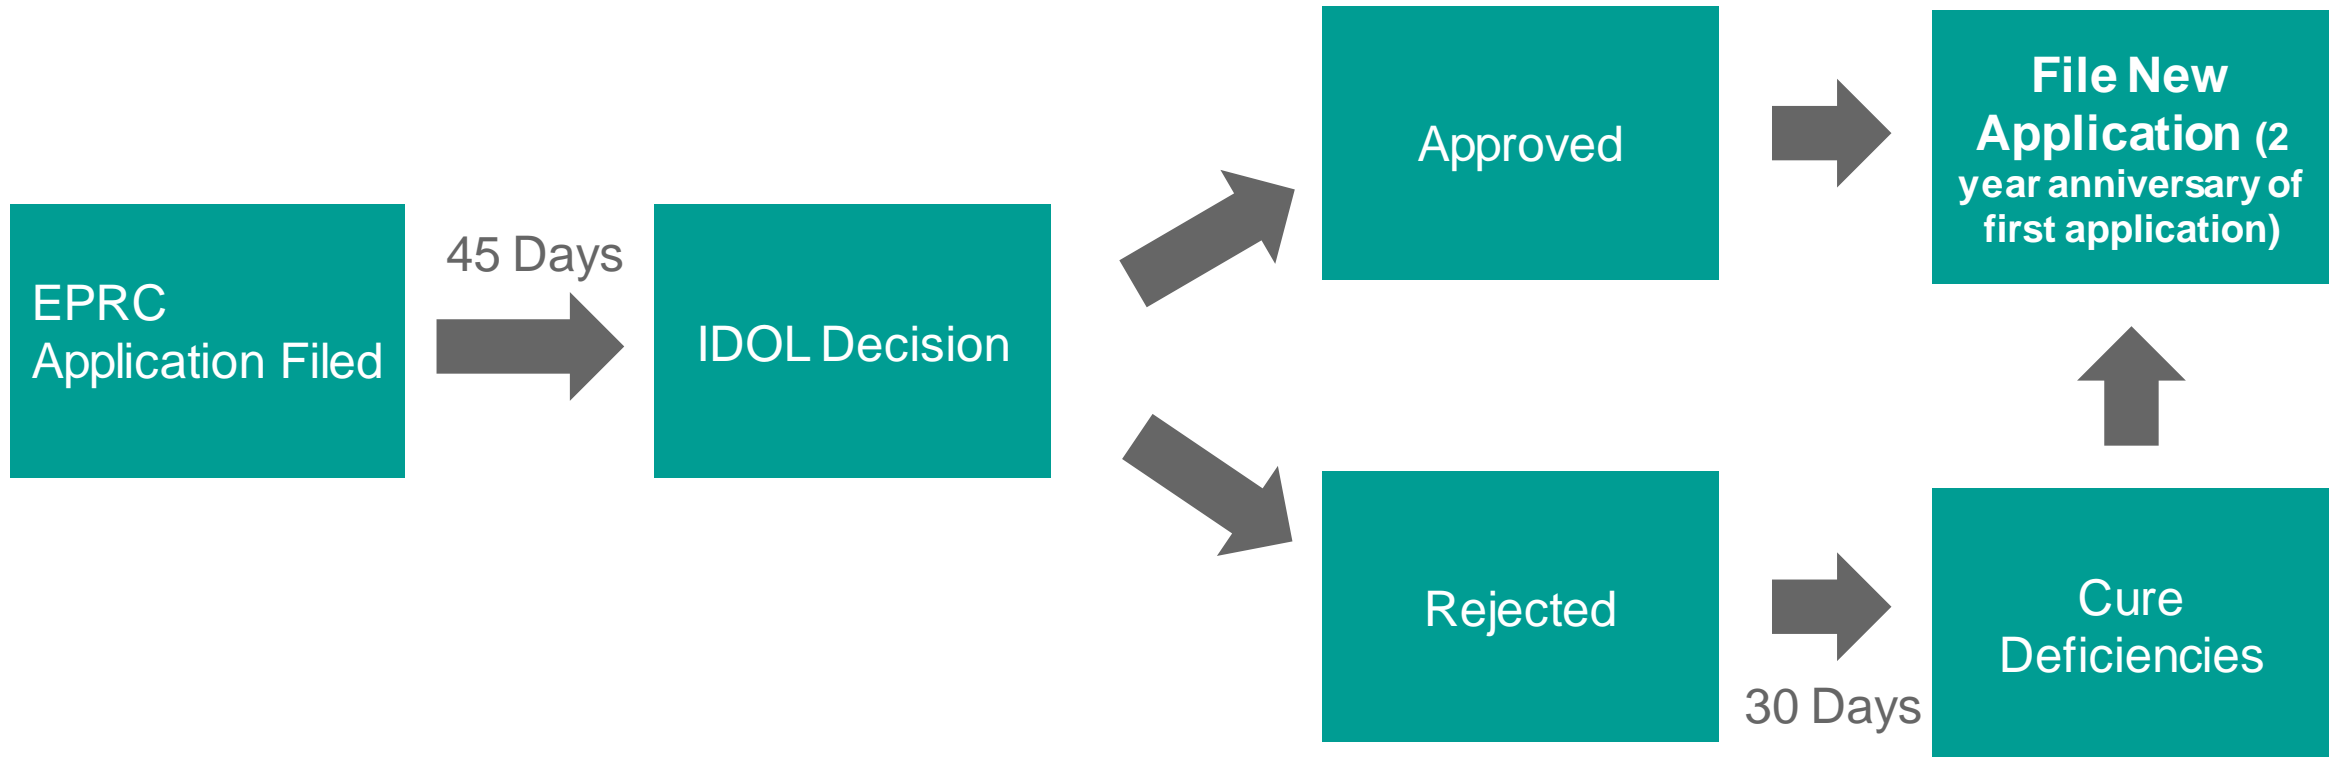 EPRC
Application Filed
45 Days
IDOL Decision
Approved
File New
Application (2
year anniversary of
first application)
Rejected
30 Days
Cure
Deficiencies